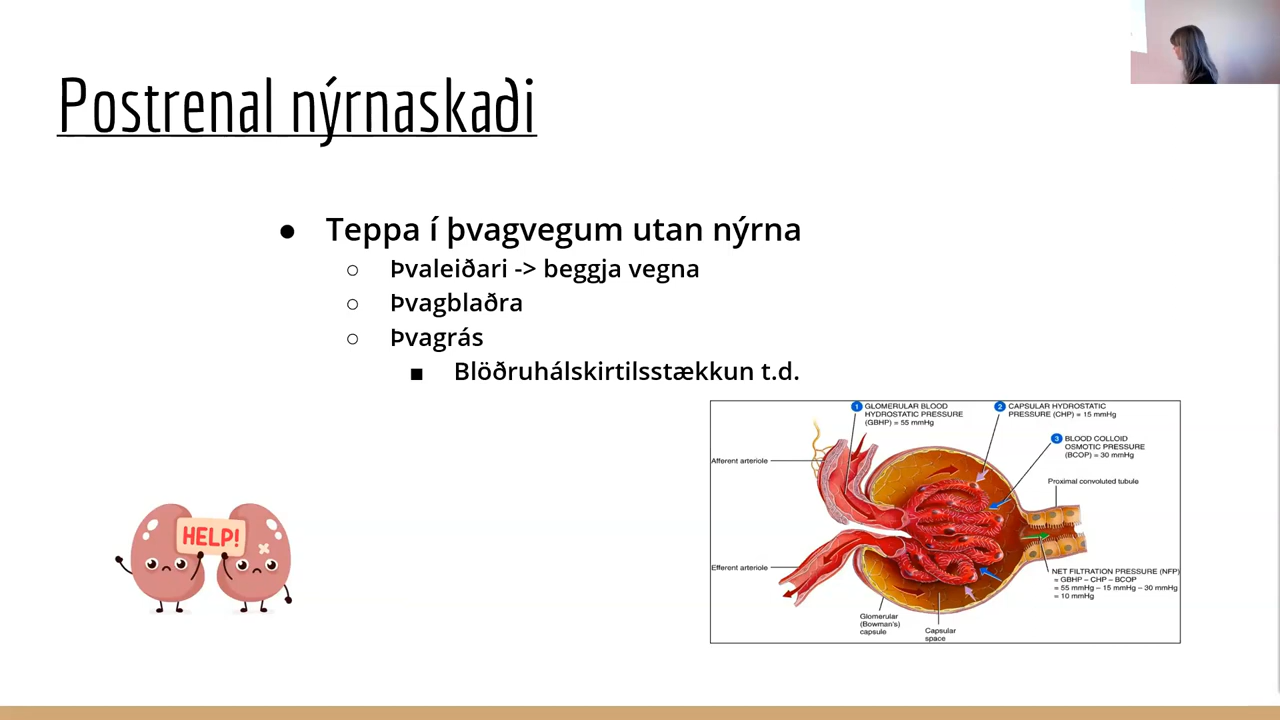 Postrenal nýrnaskaði
● Teppa í þvagvegum utan nýrna
○ Þvaleiðari -> beggja vegna
○ Þvagblaðra
○ Þvagrás
■ Blöðruhálskirtilsstækkun t.d.
HELP!
1 GLOMERULAR BLOOD
HYDROSTATIC PRESSURE
(GBHP) = 55 mmHg
2 CAPSULAR HYDROSTATIC
PRESSURE (CHP) = 15 mmHg
3 BLOOD COLLOID
OSMOTIC PRESSURE
(BCOP) = 30 mmHg
Afferent arteriole
Proximal convoluted tubule
Efferent arteriole
NET FILTRATION PRESSURE (NFP)
= GBHP – CHP – BCOP
= 55 mmHg – 15 mmHg – 30 mmHg
= 10 mmHg
Glomerular
(Bowman's)
capsule
Capsular
space